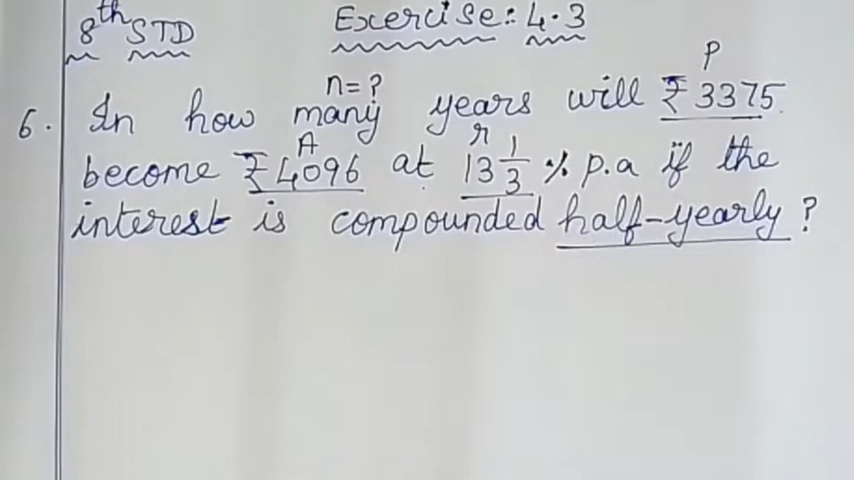 8th STD Exercise: 4.3
n=? P
6. In how many years will ₹ 3375
A r
become ₹4096 at 13 1/3 % p.a if the
interest is compounded half-yearly ?